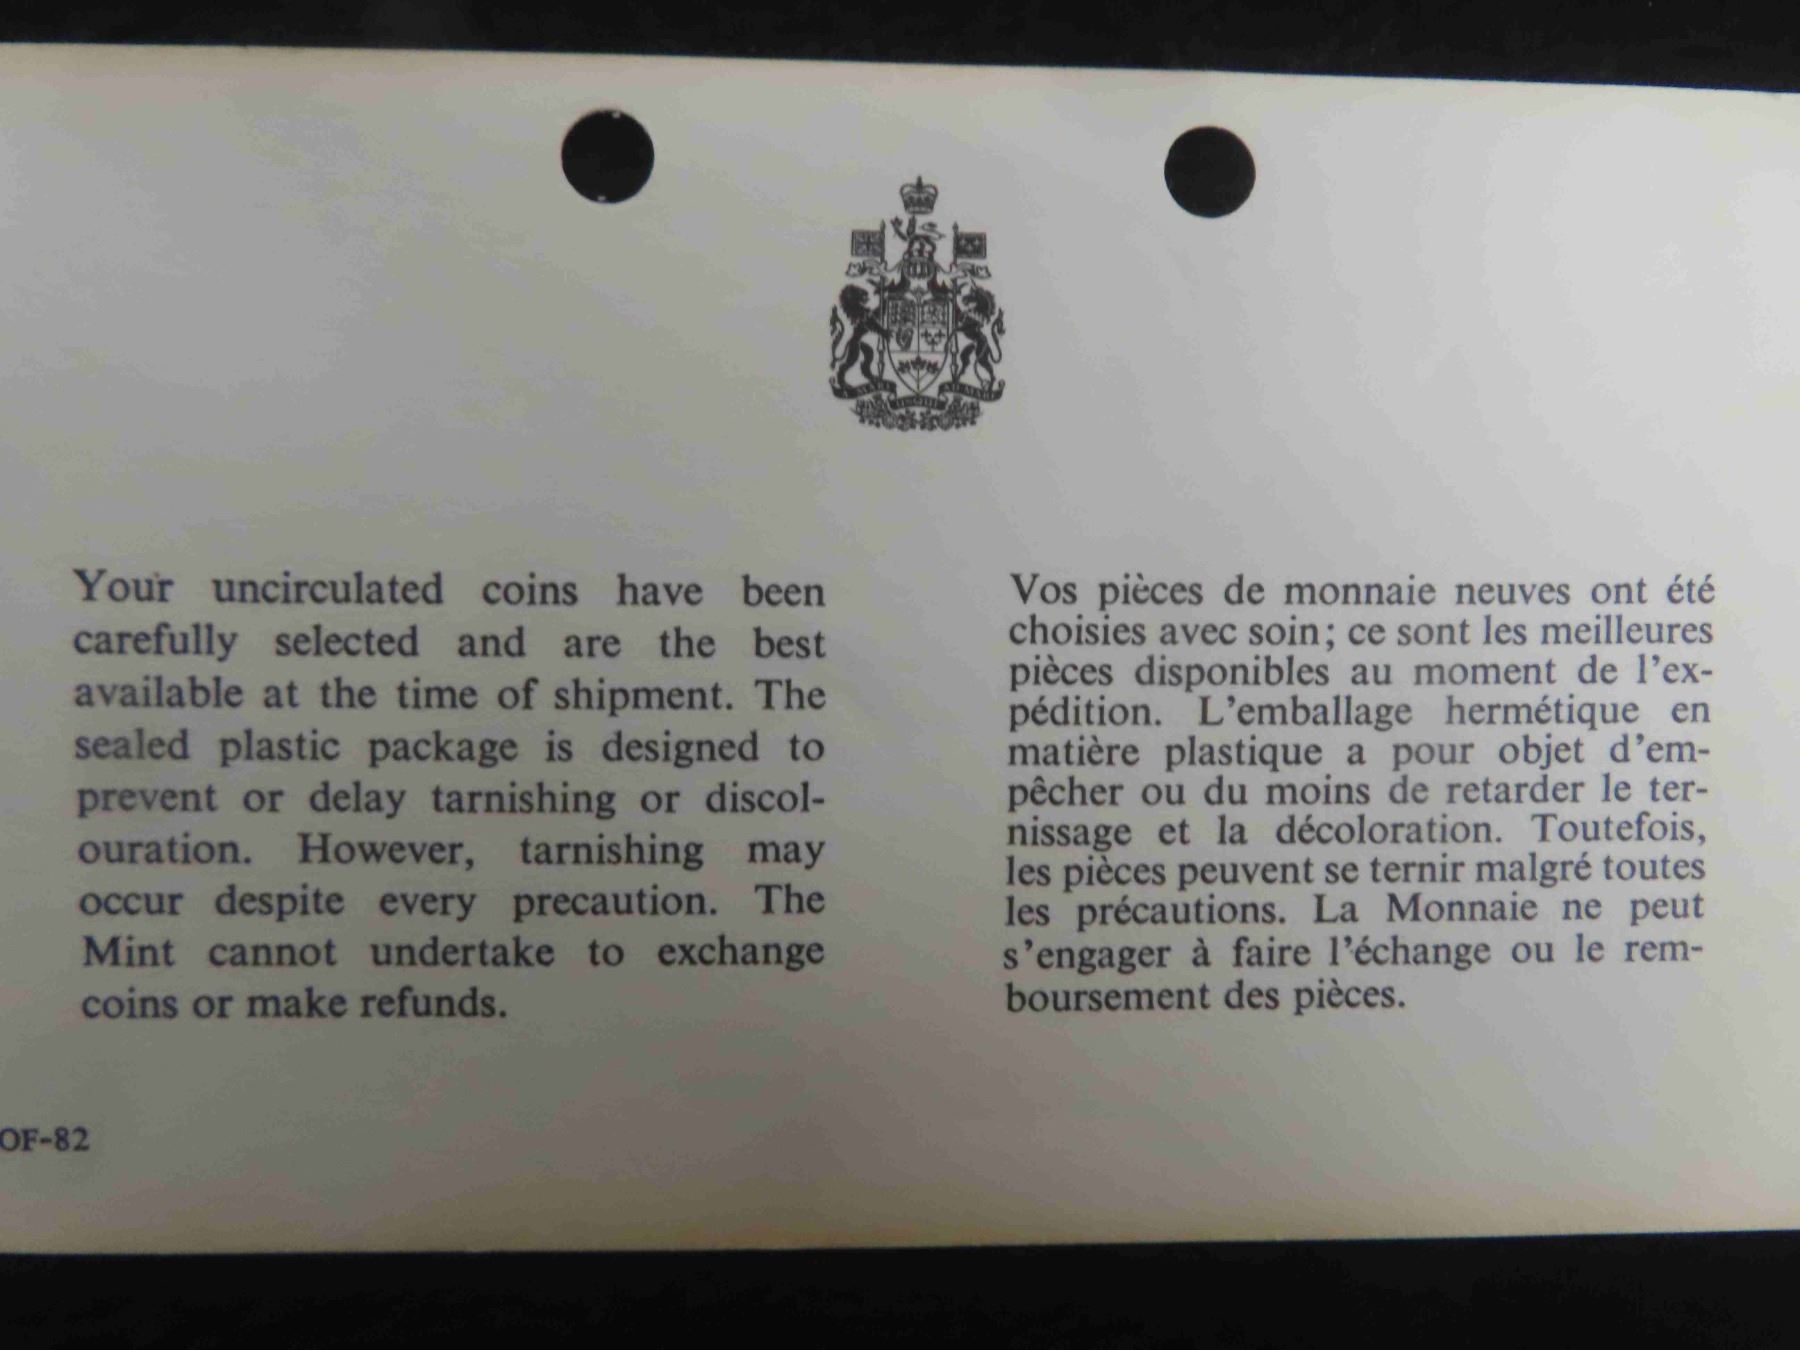 Your uncirculated coins have been
carefully selected and are the best
available at the time of shipment. The
sealed plastic package is designed to
prevent or delay tarnishing or discol-
ouration. However, tarnishing may
occur despite every precaution. The
Mint cannot undertake to exchange
coins or make refunds.
Vos pièces de monnaie neuves ont été
choisies avec soin; ce sont les meilleures
pièces disponibles au moment de l'ex-
pédition. L'emballage hermétique en
matière plastique a pour objet d'em-
pêcher ou du moins de retarder le ter-
nissage et la décoloration. Toutefois,
les pièces peuvent se ternir malgré toutes
les précautions. La Monnaie ne peut
s'engager à faire l'échange ou le rem-
boursement des pièces.
OF-82